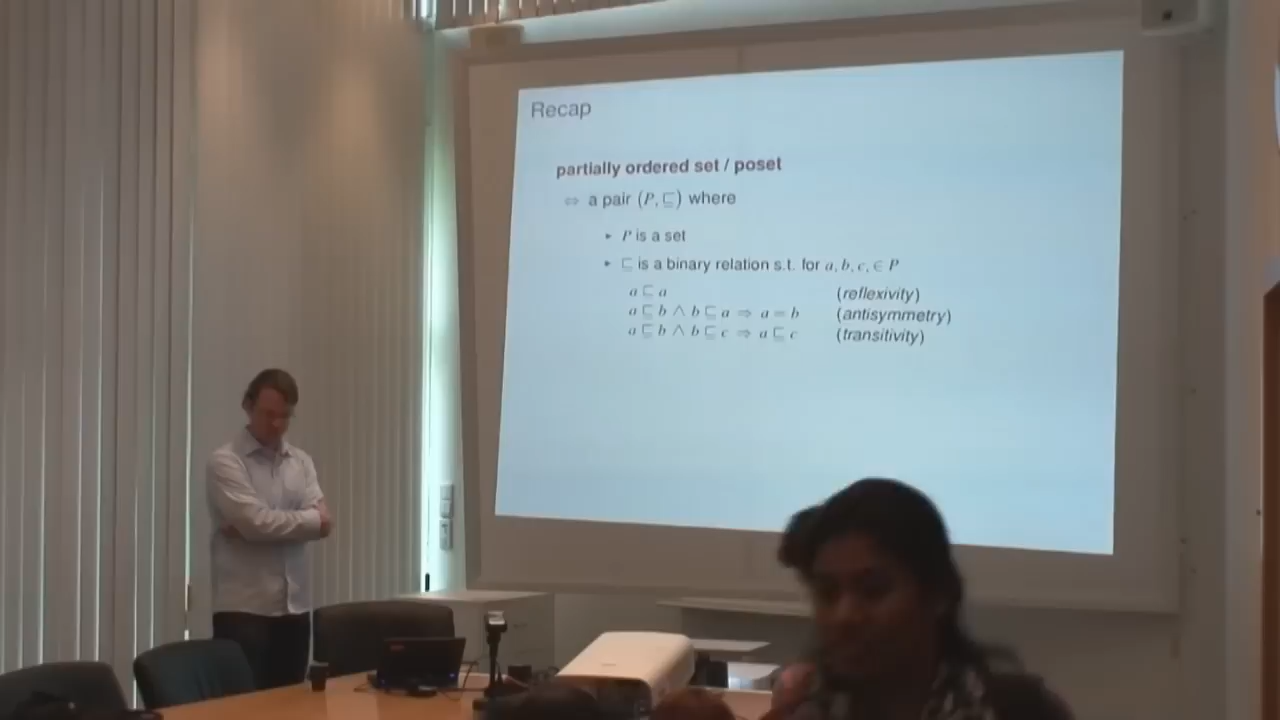 Recap
partially ordered set / poset
⇔ a pair (P, ⊑) where
▸ P is a set
▸ ⊑ is a binary relation s.t. for a, b, c, ∈ P
a ⊑ a (reflexivity)
a ⊑ b ∧ b ⊑ a ⇒ a = b (antisymmetry)
a ⊑ b ∧ b ⊑ c ⇒ a ⊑ c (transitivity)